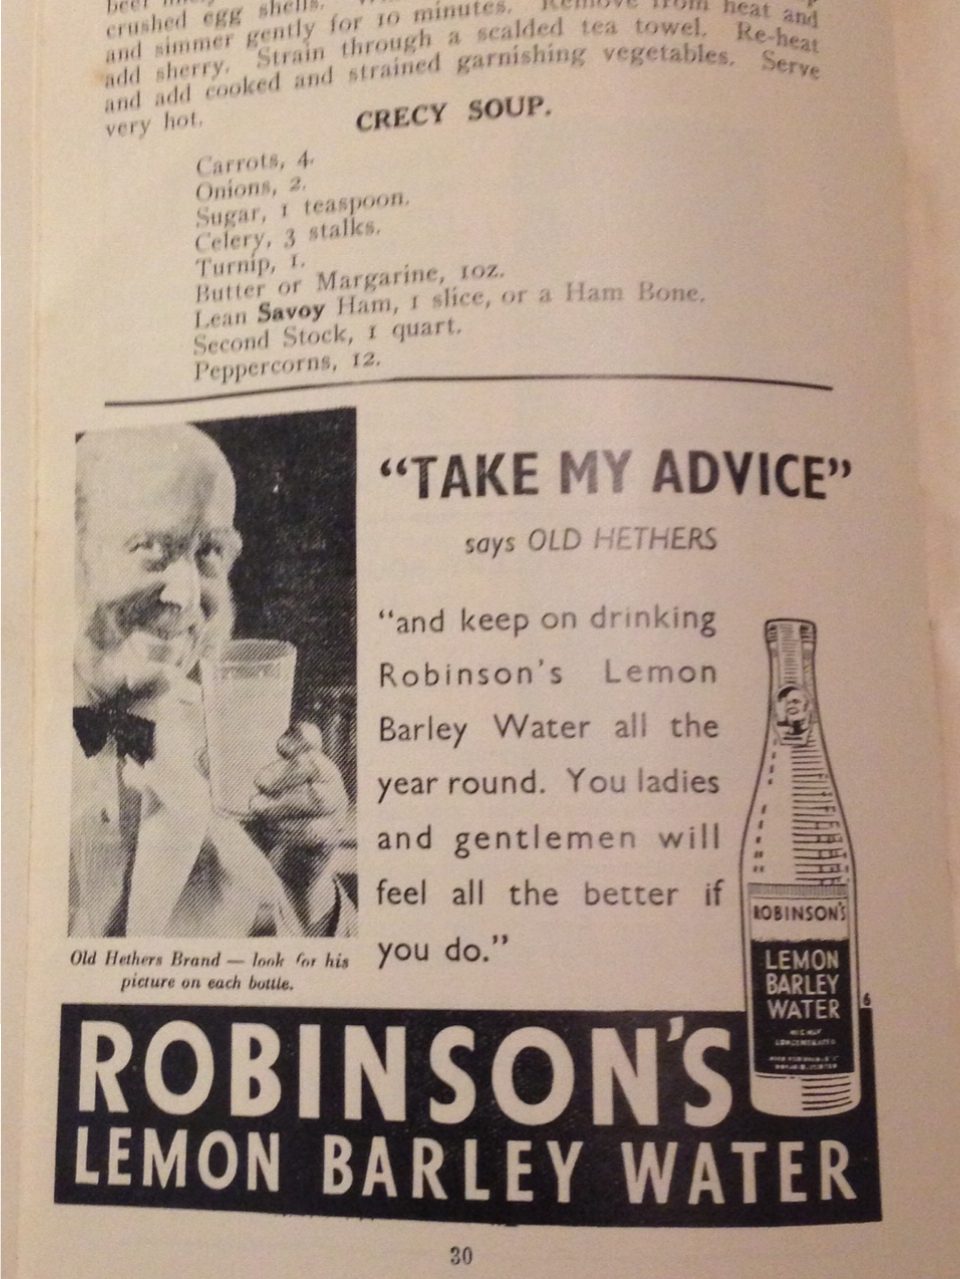 crushed egg shells.
and simmer gently for 10 minutes. Remove from heat and
add sherry. Strain through a scalded tea towel. Re-heat
and add cooked and strained garnishing vegetables. Serve
very hot.
CRECY SOUP.
Carrots, 4.
Onions, 2.
Sugar, 1 teaspoon.
Celery, 3 stalks.
Turnip, 1.
Butter or Margarine, 1oz.
Lean Savoy Ham, 1 slice, or a Ham Bone.
Second Stock, 1 quart.
Peppercorns, 12.
"TAKE MY ADVICE"
says OLD HETHERS
"and keep on drinking
Robinson's Lemon
Barley Water all the
year round. You ladies
and gentlemen will
feel all the better if
you do."
Old Hethers Brand — look for his
picture on each bottle.
ROBINSON'S
LEMON
BARLEY
WATER
6
ROBINSON'S
LEMON BARLEY WATER
30